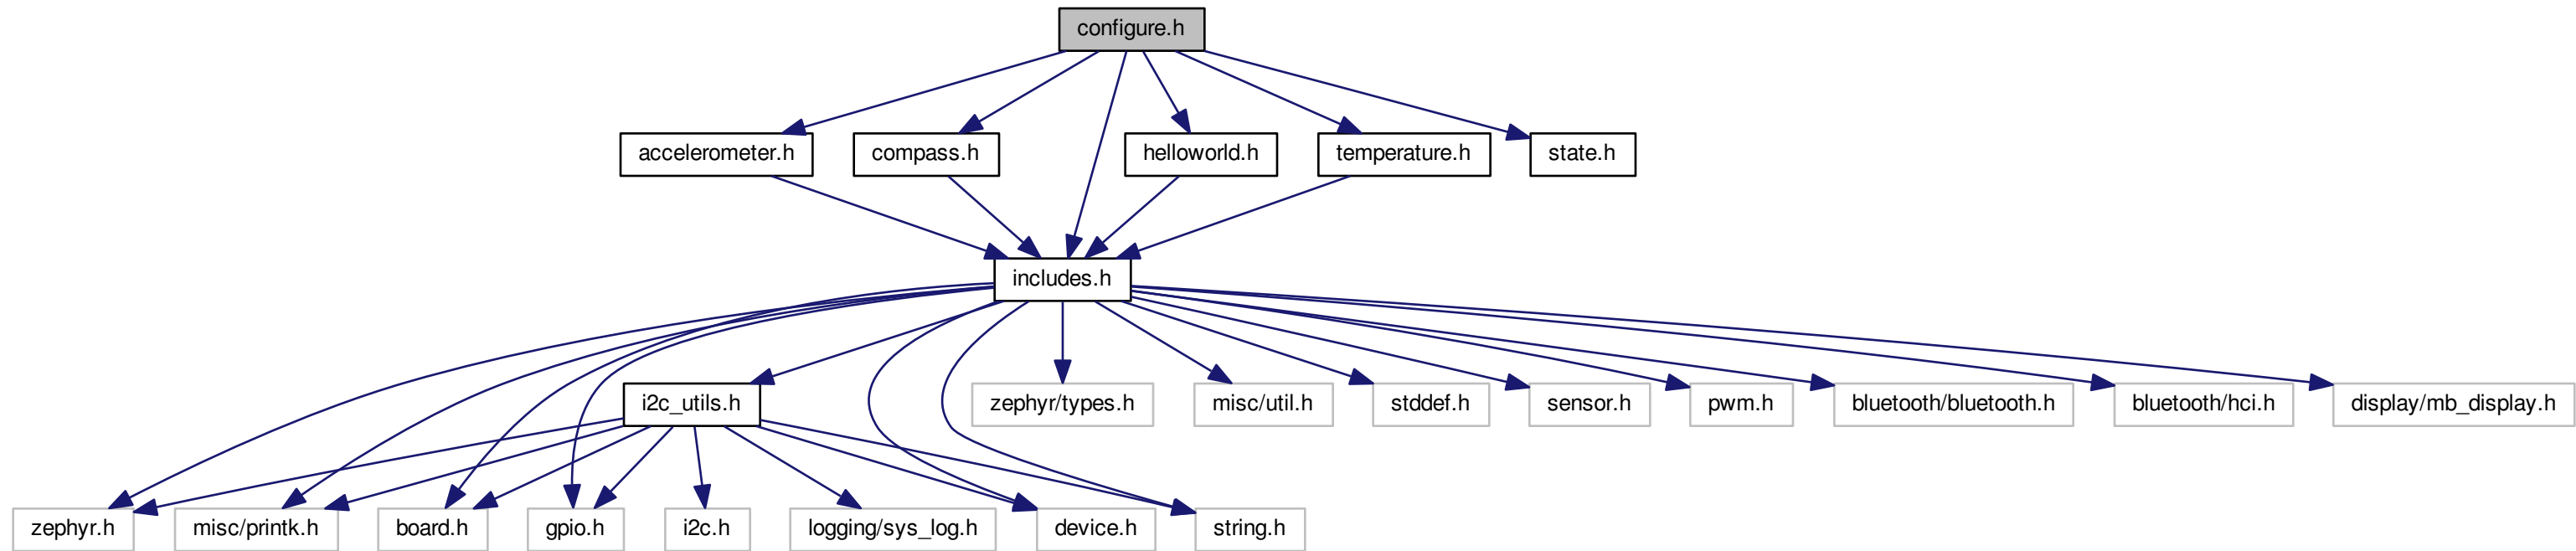 configure.h
accelerometer.h
compass.h
helloworld.h
temperature.h
state.h
includes.h
i2c_utils.h
zephyr/types.h
misc/util.h
stddef.h
sensor.h
pwm.h
bluetooth/bluetooth.h
bluetooth/hci.h
display/mb_display.h
zephyr.h
misc/printk.h
board.h
gpio.h
i2c.h
logging/sys_log.h
device.h
string.h